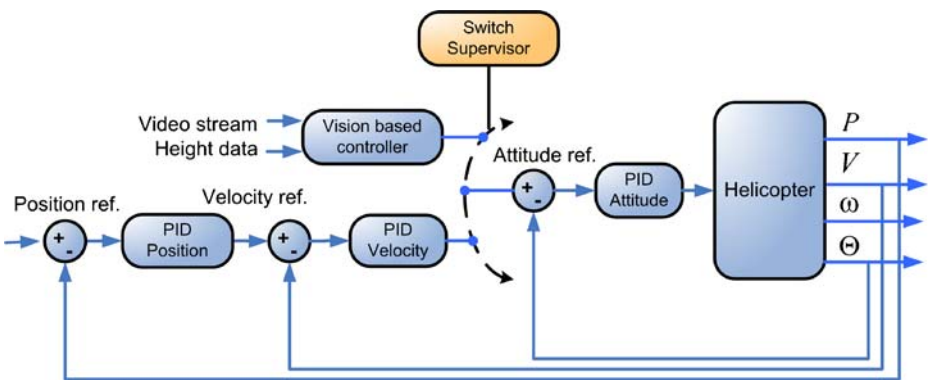 Switch
Supervisor
Video stream
Height data
Vision based
controller
Attitude ref.
PID
Attitude
Helicopter
P
V
ω
Θ
Position ref.
+
-
PID
Position
Velocity ref.
+
-
PID
Velocity
+
-